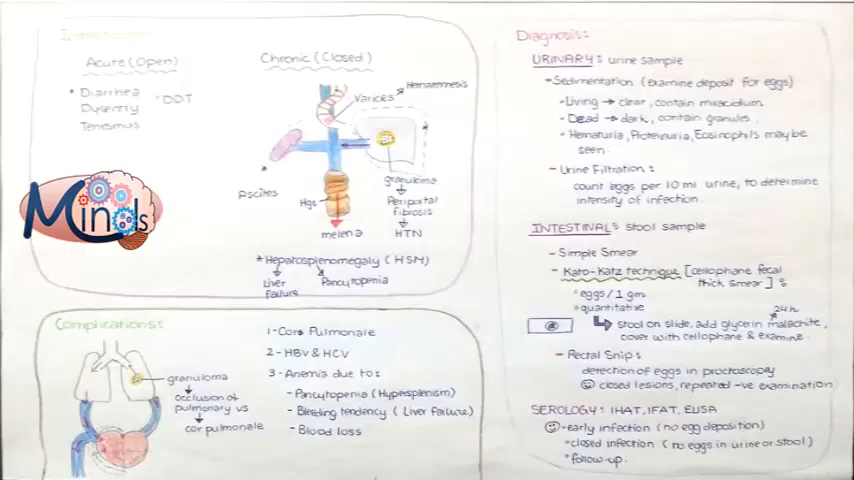 Acute (Open)
* Diarrhea
Dysentry
Tenesmus
DDT
Minds
Chronic (Closed)
Hematemesis
Varices
*
Ascites
granuloma
Periportal
fibrosis
HTN
Hge
melena
*Hepatosplenomegaly (HSM)
Liver
failure
Pancytopenia
Complications:
granuloma
occlusion of
pulmonary vs
cor pulmonale
1-Cors Pulmonale
2-HBV & HCV
3-Anemia due to:
-Pancytopenia (Hypersplenism)
-Bleeding tendency (Liver failure)
-Blood loss
Diagnosis:
URINARY: urine sample
-Sedimentation (examine deposit for eggs)
-Living → clear, contain miracidium
-Dead → dark, contain granules.
•Hematuria, Proteinuria, Eosinophils may be
seen.
- Urine Filtration:
count eggs per 10 ml urine, to determine
intensity of infection.
INTESTINAL: stool sample
- Simple Smear
- Kato-Katz technique [cellophane fecal
thick smear]:
*eggs/1 gm
*quantitative
24h
stool on slide, add glycerin malachite,
cover with cellophane & examine.
- Rectal Snip:
detection of eggs in proctoscopy
closed lesions, repeated -ve examination
SEROLOGY: IHAT, IFAT, ELISA
•early infection (no egg deposition)
*closed infection (no eggs in urine or stool)
*follow-up.